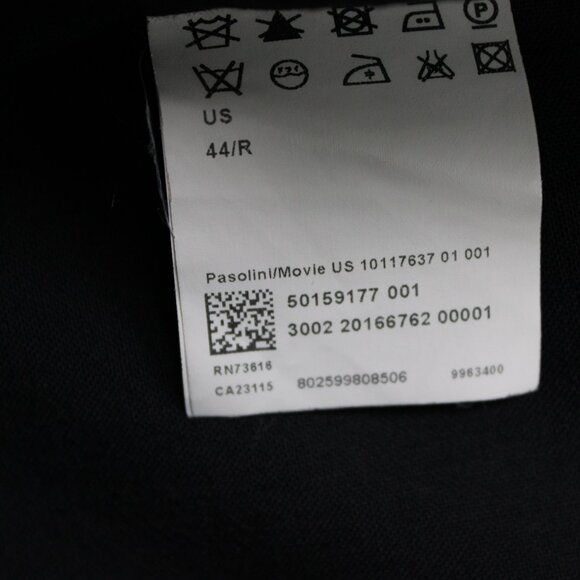 P
US
44/R
Pasolini/Movie US 10117637 01 001
50159177 001
3002 20166762 00001
RN73616
CA23115 802599808506 9963400